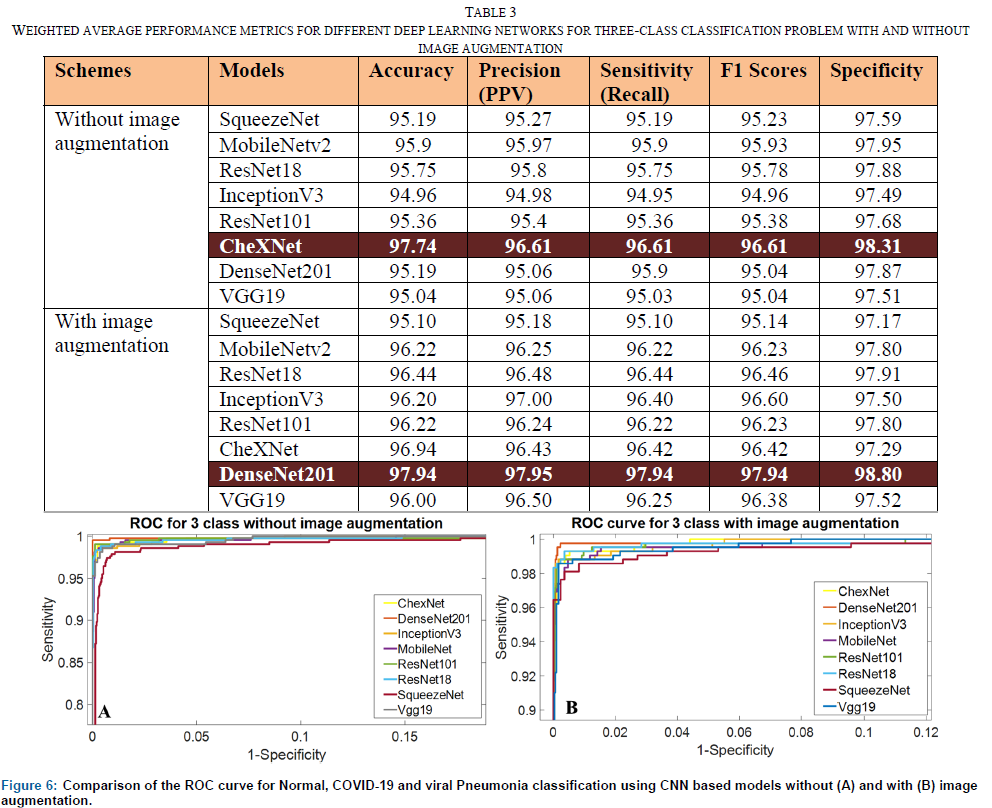 TABLE 3
WEIGHTED AVERAGE PERFORMANCE METRICS FOR DIFFERENT DEEP LEARNING NETWORKS FOR THREE-CLASS CLASSIFICATION PROBLEM WITH AND WITHOUT
IMAGE AUGMENTATION
Schemes Models Accuracy Precision (PPV) Sensitivity (Recall) F1 Scores Specificity
Without image augmentation SqueezeNet 95.19 95.27 95.19 95.23 97.59
MobileNetv2 95.9 95.97 95.9 95.93 97.95
ResNet18 95.75 95.8 95.75 95.78 97.88
InceptionV3 94.96 94.98 94.95 94.96 97.49
ResNet101 95.36 95.4 95.36 95.38 97.68
CheXNet 97.74 96.61 96.61 96.61 98.31
DenseNet201 95.19 95.06 95.9 95.04 97.87
VGG19 95.04 95.06 95.03 95.04 97.51
With image augmentation SqueezeNet 95.10 95.18 95.10 95.14 97.17
MobileNetv2 96.22 96.25 96.22 96.23 97.80
ResNet18 96.44 96.48 96.44 96.46 97.91
InceptionV3 96.20 97.00 96.40 96.60 97.50
ResNet101 96.22 96.24 96.22 96.23 97.80
CheXNet 96.94 96.43 96.42 96.42 97.29
DenseNet201 97.94 97.95 97.94 97.94 98.80
VGG19 96.00 96.50 96.25 96.38 97.52
ROC for 3 class without image augmentation
1
0.95
0.9
0.85
0.8
Sensitivity
ChexNet
DenseNet201
InceptionV3
MobileNet
ResNet101
ResNet18
SqueezeNet
Vgg19
A
0 0.05 0.1 0.15
1-Specificity
ROC curve for 3 class with image augmentation
1
0.98
0.96
0.94
0.92
0.9
Sensitivity
ChexNet
DenseNet201
InceptionV3
MobileNet
ResNet101
ResNet18
SqueezeNet
Vgg19
B
0 0.02 0.04 0.06 0.08 0.1 0.12
1-Specificity
Figure 6: Comparison of the ROC curve for Normal, COVID-19 and viral Pneumonia classification using CNN based models without (A) and with (B) image
augmentation.